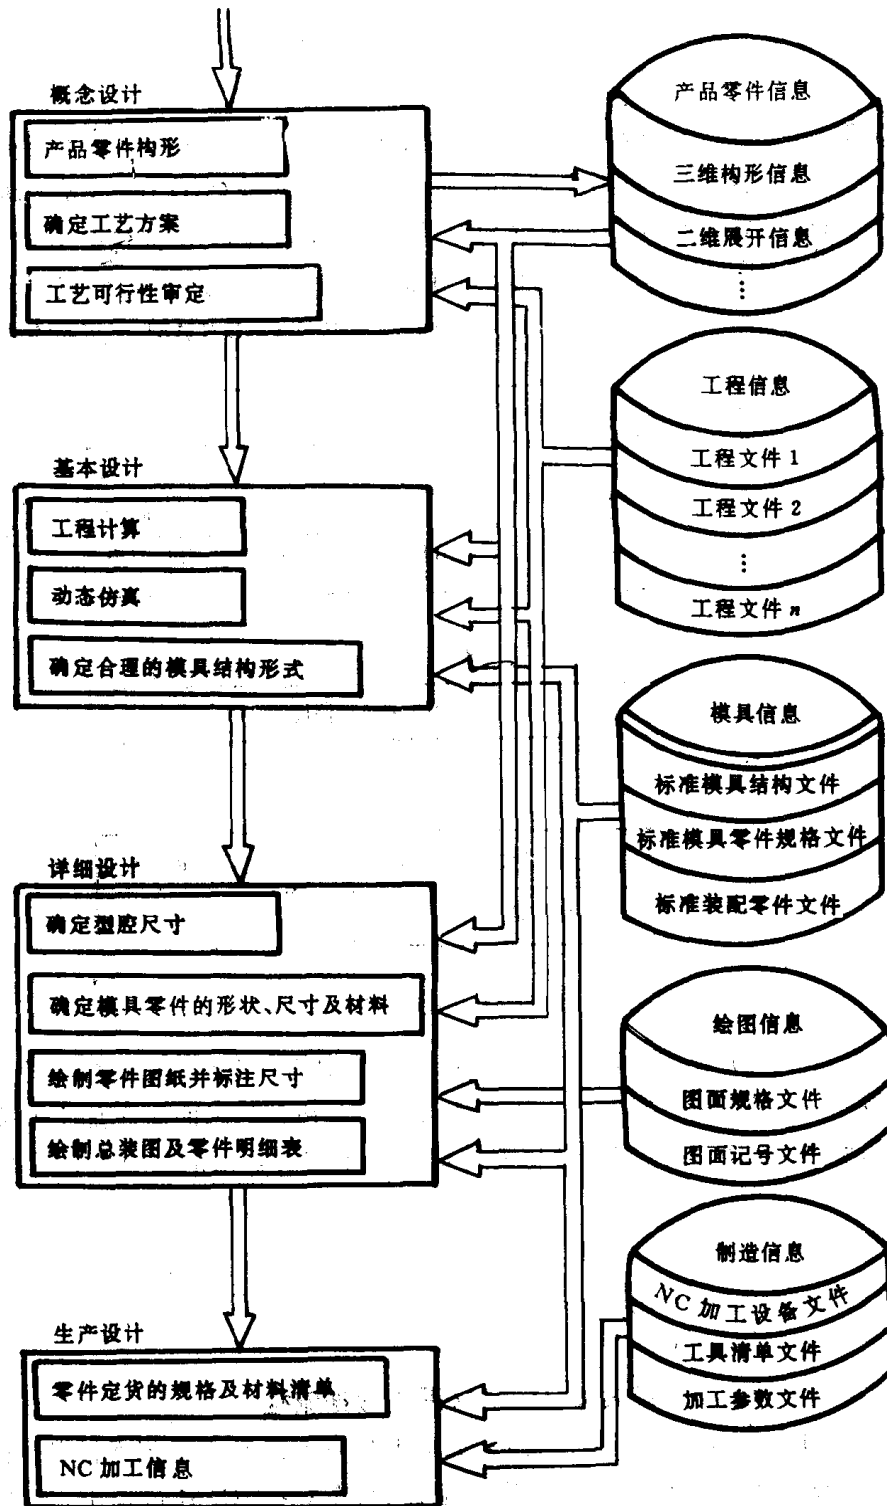 概念设计
产品零件构形
确定工艺方案
工艺可行性审定
基本设计
工程计算
动态仿真
确定合理的模具结构形式
详细设计
确定型腔尺寸
确定模具零件的形状、尺寸及材料
绘制零件图纸并标注尺寸
绘制总装图及零件明细表
生产设计
零件定货的规格及材料清单
NC加工信息
产品零件信息
三维构形信息
二维展开信息
⋮
工程信息
工程文件1
工程文件2
⋮
工程文件n
模具信息
标准模具结构文件
标准模具零件规格文件
标准装配零件文件
绘图信息
图面规格文件
图面记号文件
制造信息
NC加工设备文件
工具清单文件
加工参数文件